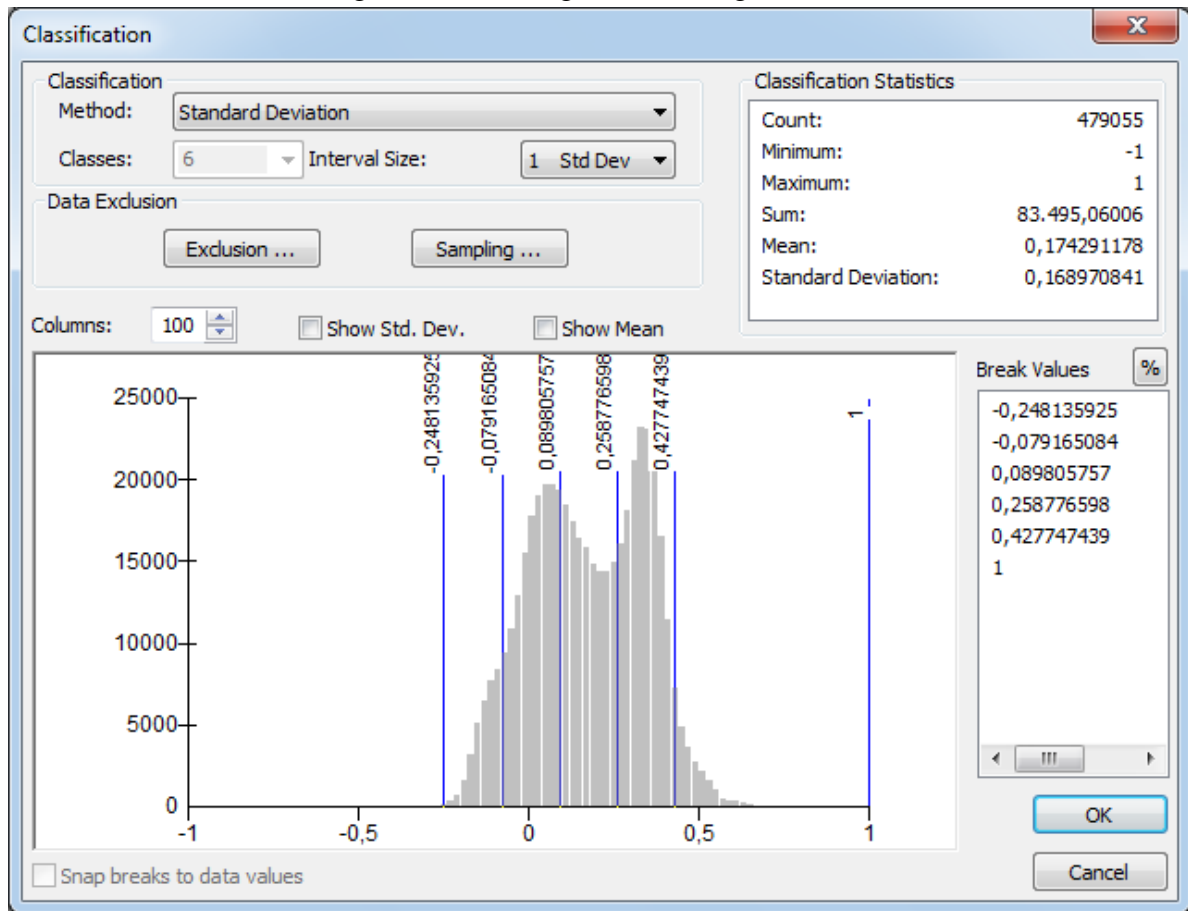 Classification
Classification
Method: Standard Deviation
Classes: 6 Interval Size: 1 Std Dev
Data Exclusion
Exclusion ... Sampling ...
Classification Statistics
Count: 479055
Minimum: -1
Maximum: 1
Sum: 83.495,06006
Mean: 0,174291178
Standard Deviation: 0,168970841
Columns: 100 Show Std. Dev. Show Mean
Break Values %
-0,248135925
-0,079165084
0,089805757
0,258776598
0,427747439
1
-0,248135925
-0,079165084
0,089805757
0,258776598
0,427747439
1
25000
20000
15000
10000
5000
0
-1 -0,5 0 0,5 1
OK
Snap breaks to data values
Cancel